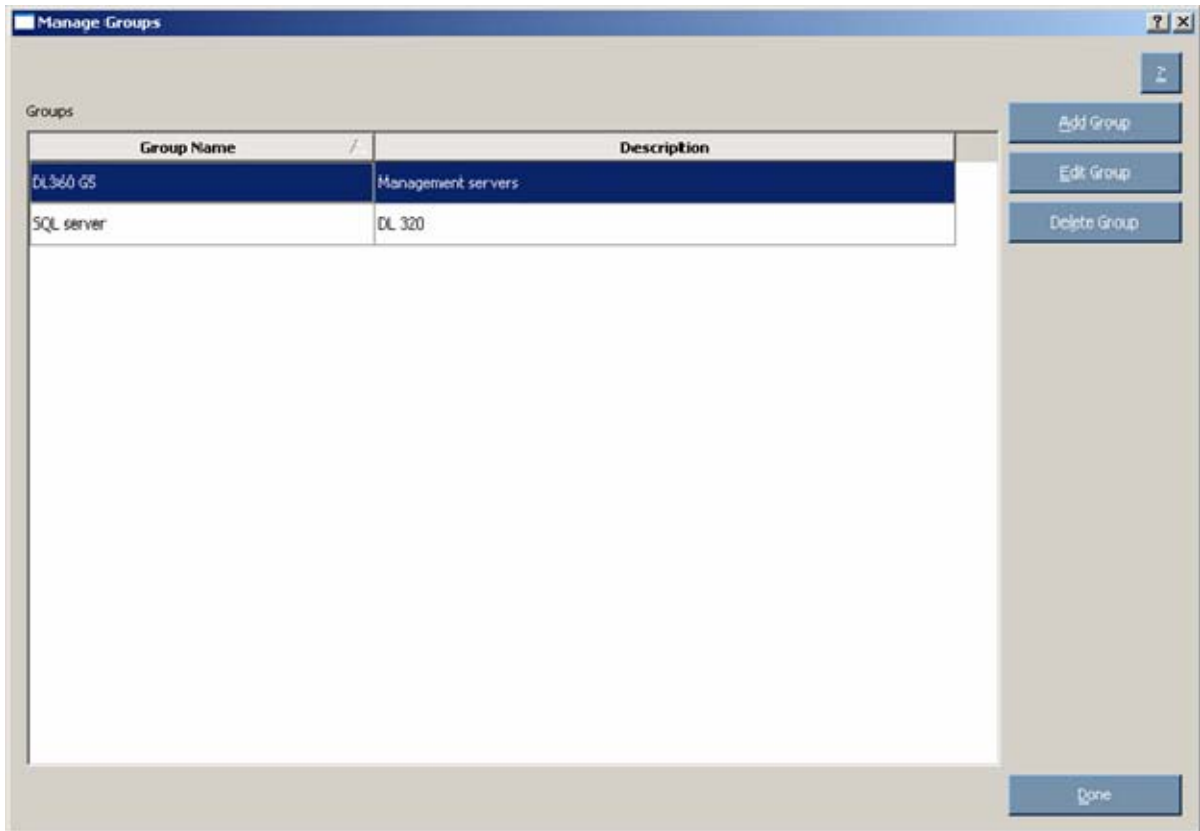 Manage Groups
?
?
Groups
Add Group
Group Name Description
DL360 G5 Management servers
Edit Group
SQL server DL 320
Delete Group
Done